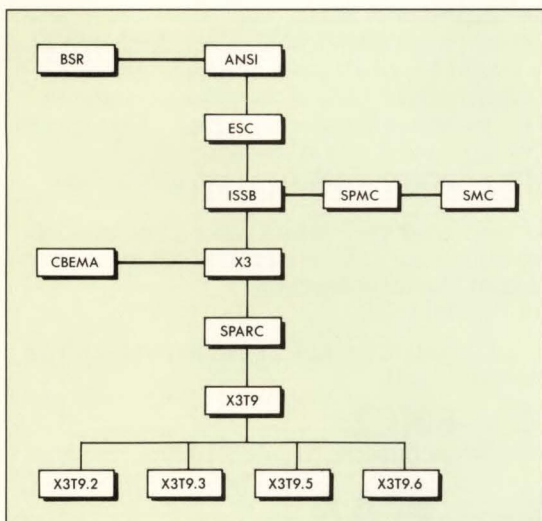 BSR ANSI
ESC
ISSB SPMC SMC
CBEMA X3
SPARC
X3T9
X3T9.2 X3T9.3 X3T9.5 X3T9.6